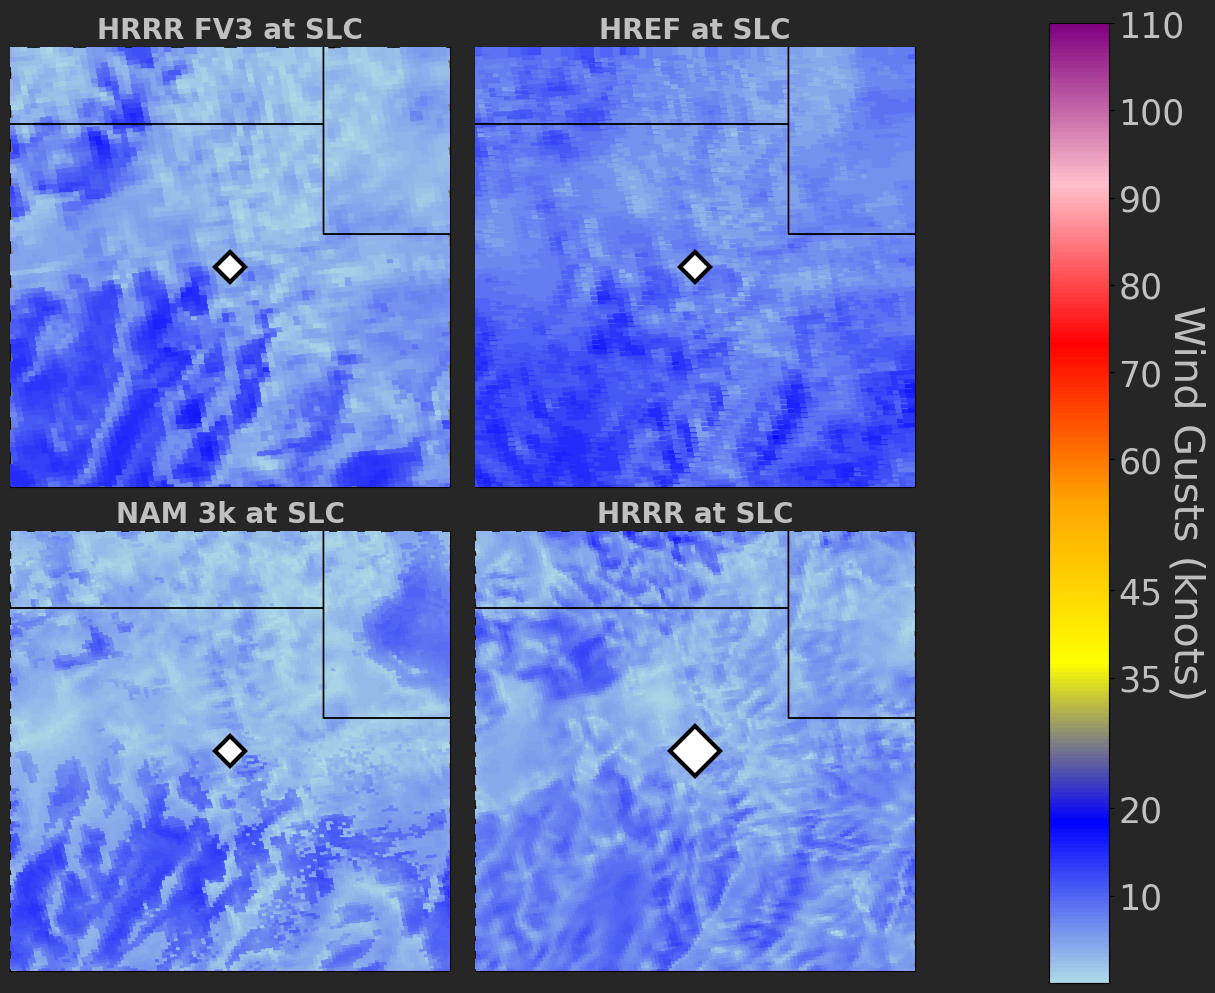 HRRR FV3 at SLC
HREF at SLC
NAM 3k at SLC
HRRR at SLC
110
100
90
80
70
60
45
35
20
10
Wind Gusts (knots)